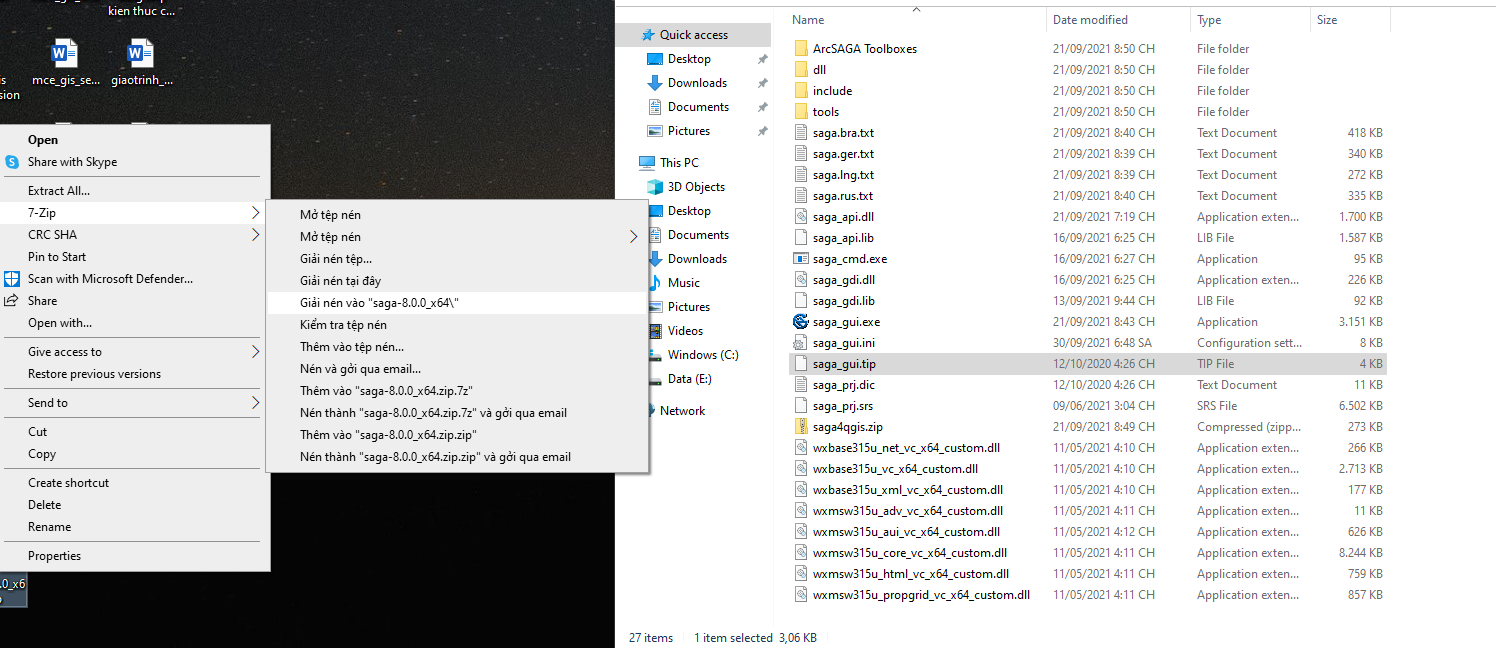 kien thuc c...
mce_gis_se...
giaotrinh_...
is
sion
Open
Share with Skype
Extract All...
7-Zip
CRC SHA
Pin to Start
Scan with Microsoft Defender...
Share
Open with...
Give access to
Restore previous versions
Send to
Cut
Copy
Create shortcut
Delete
Rename
Properties
.0_x6
Mở tệp nén
Mở tệp nén
Giải nén tệp...
Giải nén tại đây
Giải nén vào "saga-8.0.0_x64\"
Kiểm tra tệp nén
Thêm vào tệp nén...
Nén và gởi qua email...
Thêm vào "saga-8.0.0_x64.zip.7z"
Nén thành "saga-8.0.0_x64.zip.7z" và gởi qua email
Thêm vào "saga-8.0.0_x64.zip.zip"
Nén thành "saga-8.0.0_x64.zip.zip" và gởi qua email
Quick access
Desktop
Downloads
Documents
Pictures
This PC
3D Objects
Desktop
Documents
Downloads
Music
Pictures
Videos
Windows (C:)
Data (E:)
Network
Name Date modified Type Size
ArcSAGA Toolboxes 21/09/2021 8:50 CH File folder
dll 21/09/2021 8:50 CH File folder
include 21/09/2021 8:50 CH File folder
tools 21/09/2021 8:50 CH File folder
saga.bra.txt 21/09/2021 8:40 CH Text Document 418 KB
saga.ger.txt 21/09/2021 8:39 CH Text Document 340 KB
saga.lng.txt 21/09/2021 8:39 CH Text Document 272 KB
saga.rus.txt 21/09/2021 8:40 CH Text Document 335 KB
saga_api.dll 21/09/2021 7:19 CH Application exten... 1.700 KB
saga_api.lib 16/09/2021 6:25 CH LIB File 1.587 KB
saga_cmd.exe 16/09/2021 6:27 CH Application 95 KB
saga_gdi.dll 16/09/2021 6:25 CH Application exten... 226 KB
saga_gdi.lib 13/09/2021 9:44 CH LIB File 92 KB
saga_gui.exe 21/09/2021 8:43 CH Application 3.151 KB
saga_gui.ini 30/09/2021 6:48 SA Configuration sett... 8 KB
saga_gui.tip 12/10/2020 4:26 CH TIP File 4 KB
saga_prj.dic 12/10/2020 4:26 CH Text Document 11 KB
saga_prj.srs 09/06/2021 3:04 CH SRS File 6.502 KB
saga4qgis.zip 21/09/2021 8:49 CH Compressed (zipp... 273 KB
wxbase315u_net_vc_x64_custom.dll 11/05/2021 4:10 CH Application exten... 266 KB
wxbase315u_vc_x64_custom.dll 11/05/2021 4:10 CH Application exten... 2.713 KB
wxbase315u_xml_vc_x64_custom.dll 11/05/2021 4:10 CH Application exten... 177 KB
wxmsw315u_adv_vc_x64_custom.dll 11/05/2021 4:11 CH Application exten... 11 KB
wxmsw315u_aui_vc_x64_custom.dll 11/05/2021 4:12 CH Application exten... 626 KB
wxmsw315u_core_vc_x64_custom.dll 11/05/2021 4:11 CH Application exten... 8.244 KB
wxmsw315u_html_vc_x64_custom.dll 11/05/2021 4:11 CH Application exten... 759 KB
wxmsw315u_propgrid_vc_x64_custom.dll 11/05/2021 4:11 CH Application exten... 857 KB
27 items 1 item selected 3,06 KB